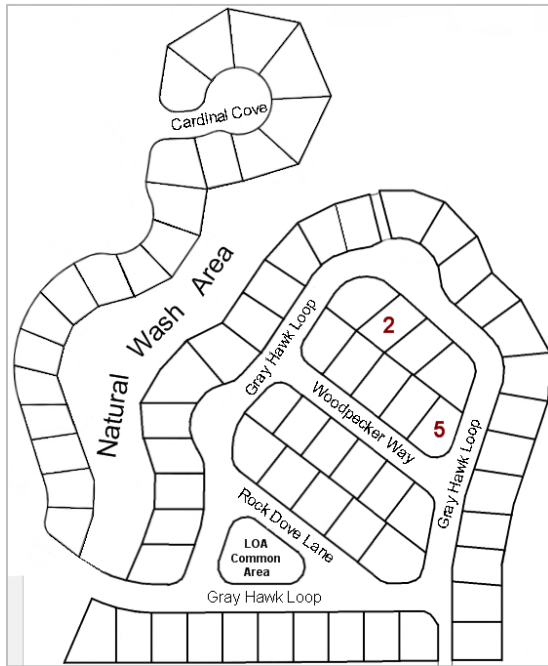 Cardinal Cove
Natural Wash Area
Gray Hawk Loop
2
Woodpecker Way
5
Gray Hawk Loop
Rock Dove Lane
LOA
Common
Area
Gray Hawk Loop